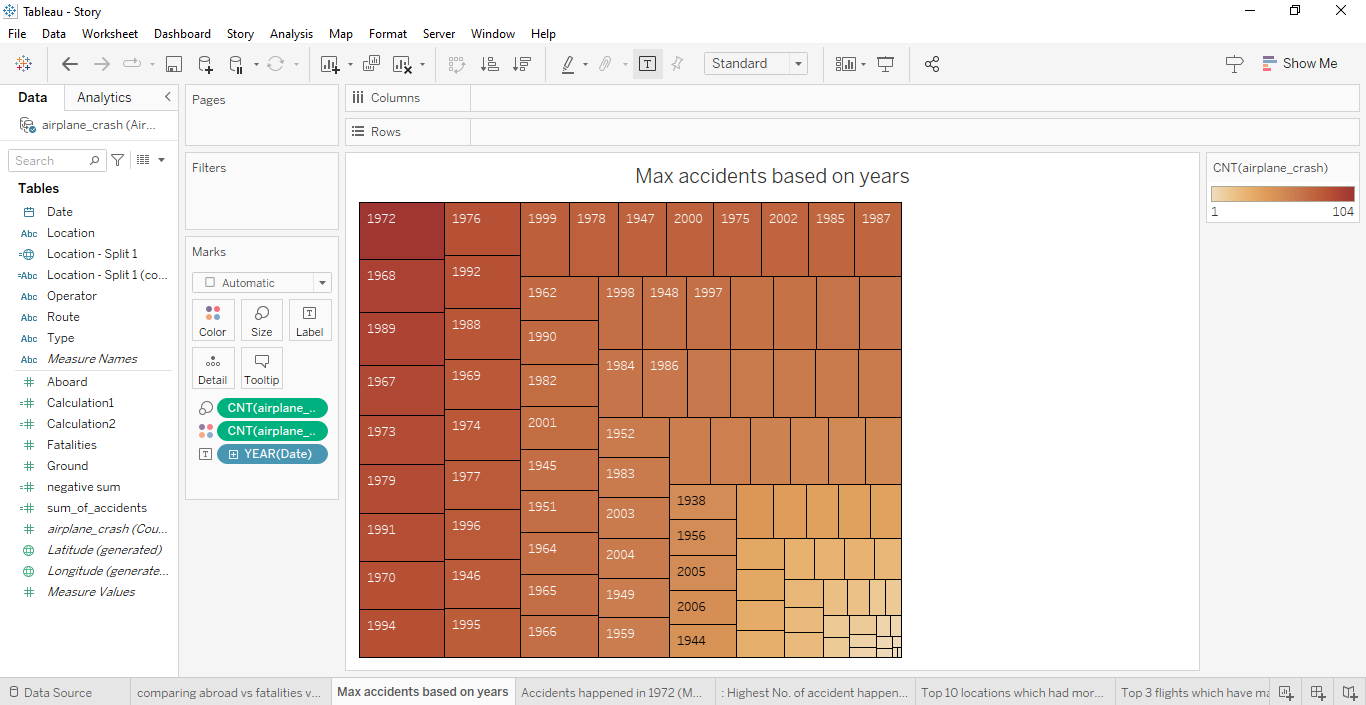 Tableau - Story
File Data Worksheet Dashboard Story Analysis Map Format Server Window Help
Standard
Show Me
Data Analytics
airplane_crash (Air...
Search
Tables
Date
Abc Location
Location - Split 1
=Abc Location - Split 1 (co...
Abc Operator
Abc Route
Abc Type
Abc Measure Names
Aboard
Calculation1
Calculation2
Fatalities
Ground
negative sum
sum_of_accidents
airplane_crash (Cou...
Latitude (generated)
Longitude (generate...
Measure Values
Pages
Filters
Marks
Automatic
Color Size Label
Detail Tooltip
CNT(airplane_..
CNT(airplane_..
YEAR(Date)
Columns
Rows
Max accidents based on years
1972
1968
1989
1967
1973
1979
1991
1970
1994
1976
1992
1988
1969
1974
1977
1996
1946
1995
1999 1978 1947 2000 1975 2002 1985 1987
1962
1990
1982
2001
1945
1951
1964
1965
1966
1998 1948 1997
1984 1986
1952
1983
2003
2004
1949
1959
1938
1956
2005
2006
1944
CNT(airplane_crash)
1 104
Data Source
comparing abroad vs fatalities v...
Max accidents based on years
Accidents happened in 1972 (M...
: Highest No. of accident happen...
Top 10 locations which had mor...
Top 3 flights which have ma